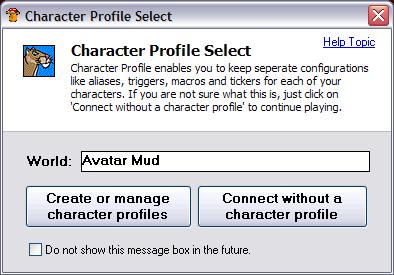 Character Profile Select
Help Topic
Character Profile Select
Character Profile enables you to keep seperate configurations
like aliases, triggers, macros and tickers for each of your
characters. If you are not sure what this is, just click on
'Connect without a character profile' to continue playing.
World: Avatar Mud
Create or manage
character profiles
Connect without a
character profile
Do not show this message box in the future.